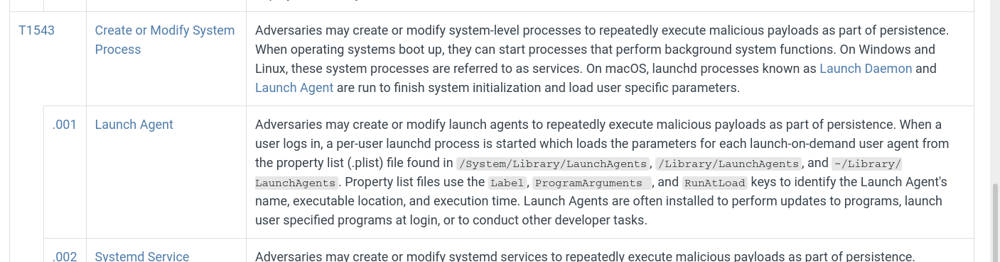 T1543
Create or Modify System
Process
Adversaries may create or modify system-level processes to repeatedly execute malicious payloads as part of persistence.
When operating systems boot up, they can start processes that perform background system functions. On Windows and
Linux, these system processes are referred to as services. On macOS, launchd processes known as Launch Daemon and
Launch Agent are run to finish system initialization and load user specific parameters.
.001
Launch Agent
Adversaries may create or modify launch agents to repeatedly execute malicious payloads as part of persistence. When a
user logs in, a per-user launchd process is started which loads the parameters for each launch-on-demand user agent from
the property list (.plist) file found in /System/Library/LaunchAgents, /Library/LaunchAgents, and ~/Library/
LaunchAgents. Property list files use the Label, ProgramArguments , and RunAtLoad keys to identify the Launch Agent's
name, executable location, and execution time. Launch Agents are often installed to perform updates to programs, launch
user specified programs at login, or to conduct other developer tasks.
.002
Systemd Service
Adversaries may create or modify systemd services to repeatedly execute malicious payloads as part of persistence.